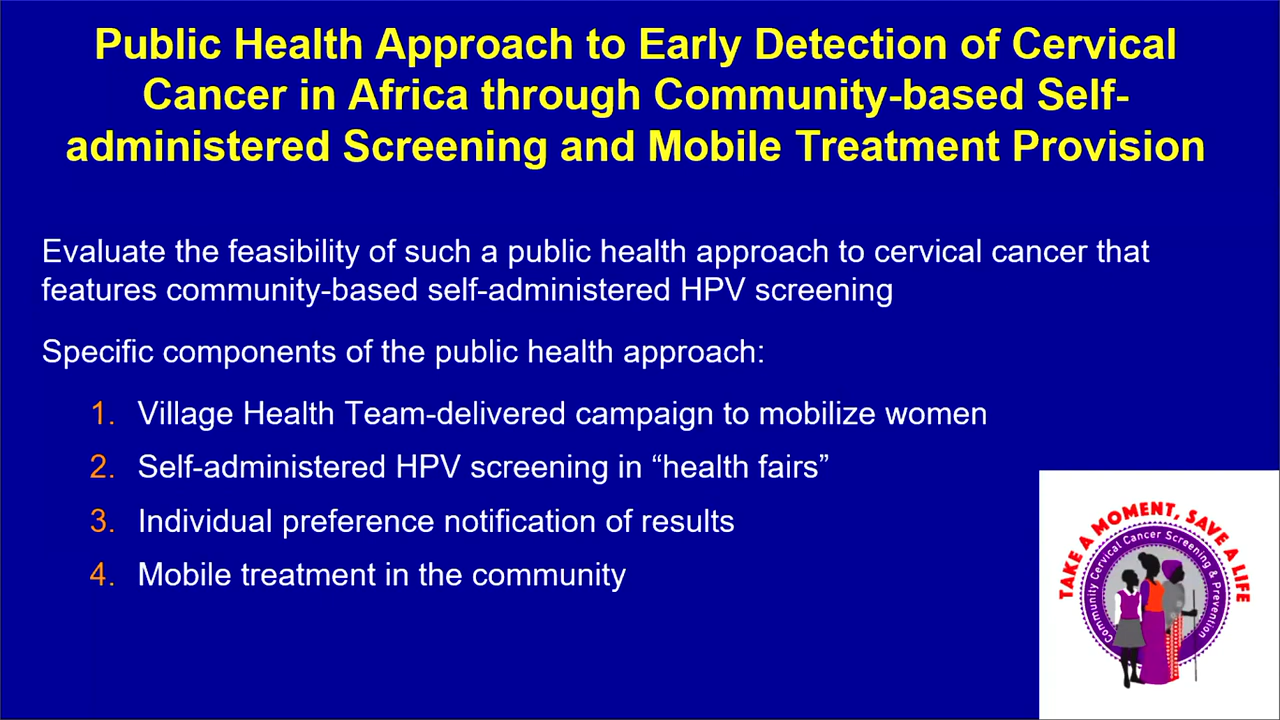 Public Health Approach to Early Detection of Cervical
Cancer in Africa through Community-based Self-
administered Screening and Mobile Treatment Provision
Evaluate the feasibility of such a public health approach to cervical cancer that
features community-based self-administered HPV screening
Specific components of the public health approach:
1. Village Health Team-delivered campaign to mobilize women
2. Self-administered HPV screening in “health fairs”
3. Individual preference notification of results
4. Mobile treatment in the community
TAKE A MOMENT, SAVE A LIFE
Community Cervical Cancer Screening & Prevention